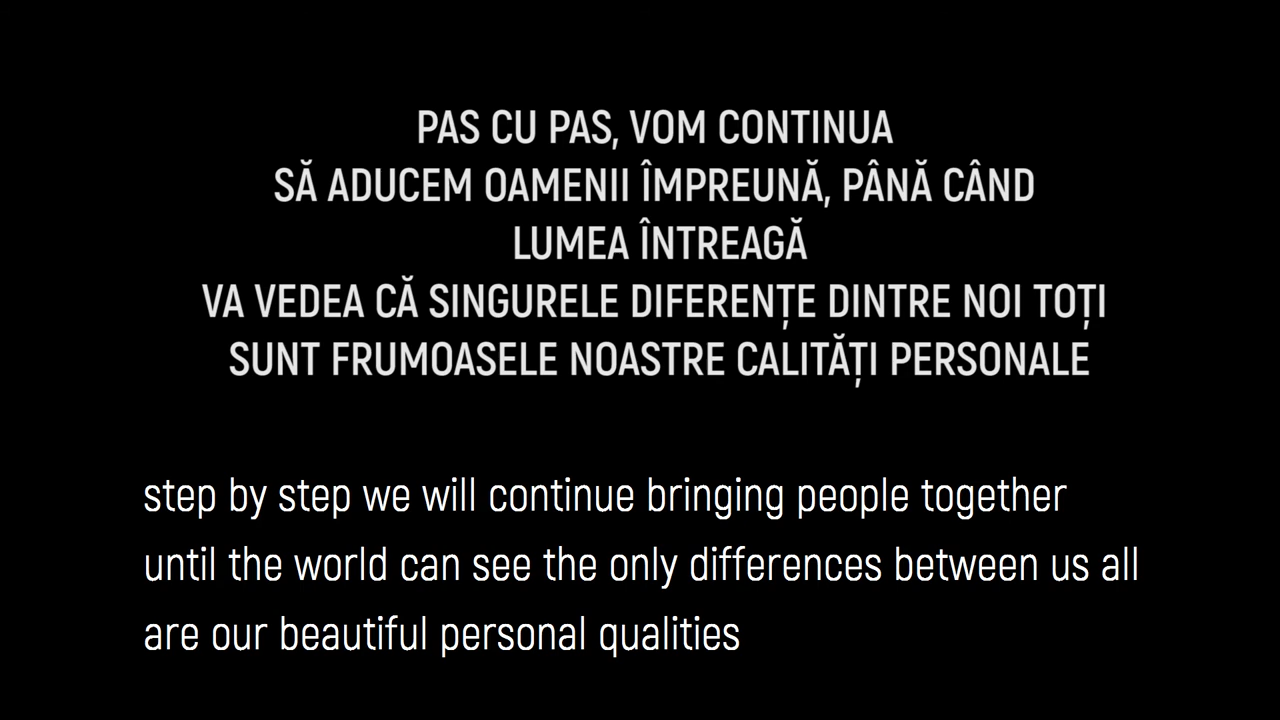 PAS CU PAS, VOM CONTINUA
SĂ ADUCEM OAMENII ÎMPREUNĂ, PÂNĂ CÂND
LUMEA ÎNTREAGĂ
VA VEDEA CĂ SINGURELE DIFERENȚE DINTRE NOI TOȚI
SUNT FRUMOASELE NOASTRE CALITĂȚI PERSONALE
step by step we will continue bringing people together
until the world can see the only differences between us all
are our beautiful personal qualities